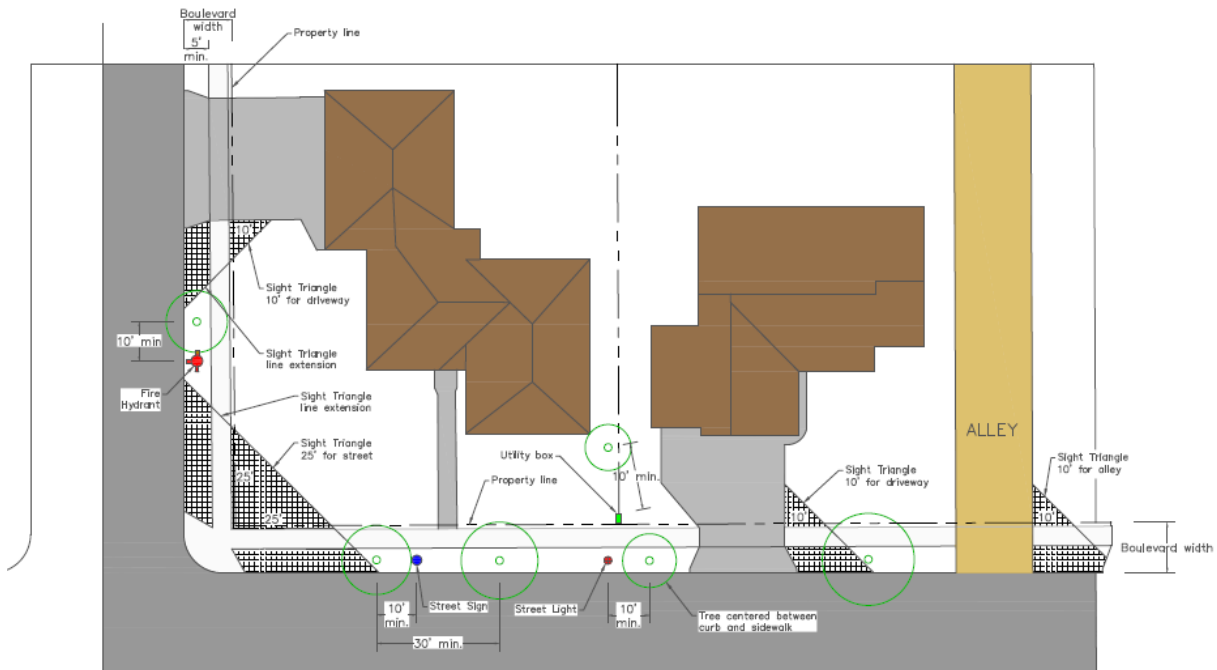 Boulevard
width
5'
min.
Property line
10'
Sight Triangle
10' for driveway
10' min
Sight Triangle
line extension
Fire
Hydrant
Sight Triangle
line extension
Sight Triangle
25' for street
25'
25'
Utility box
10' min.
Property line
ALLEY
Sight Triangle
10' for driveway
10'
Sight Triangle
10' for alley
10'
Boulevard width
10'
min.
Street Sign
30' min.
Street Light
10'
min.
Tree centered between
curb and sidewalk